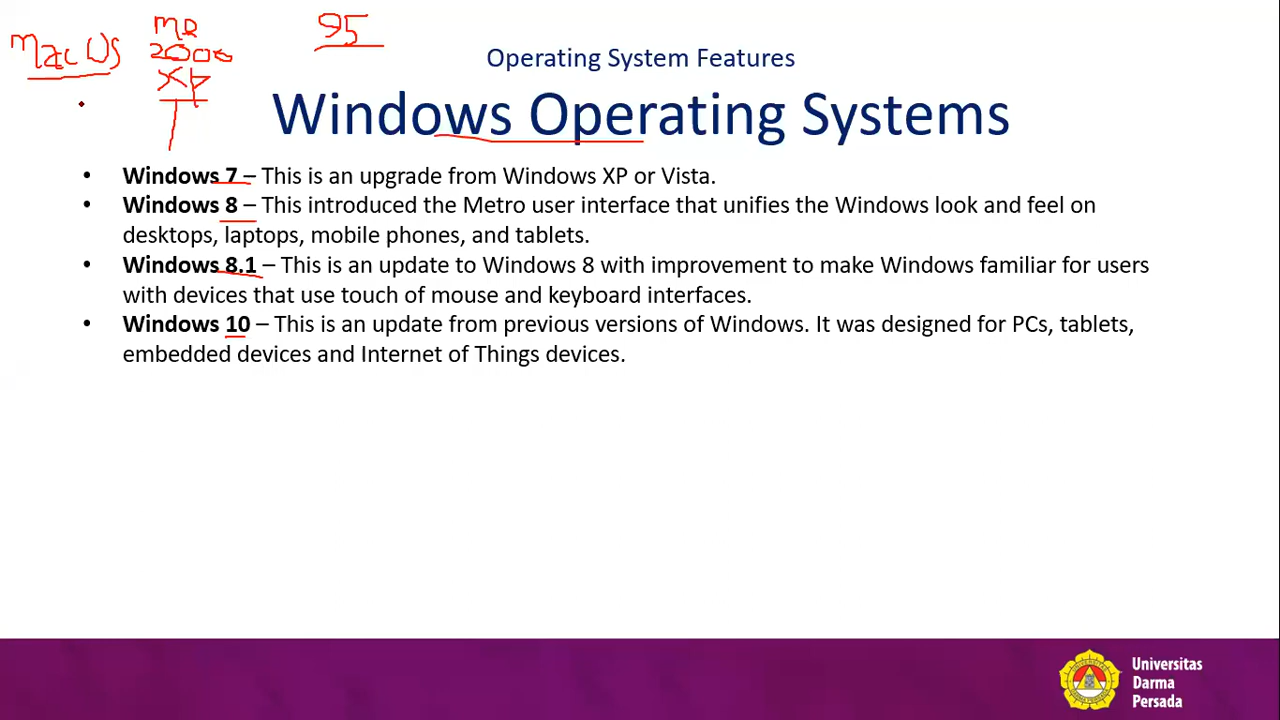 Mac OS
ME
2000
XP
95
Operating System Features
Windows Operating Systems
• Windows 7 – This is an upgrade from Windows XP or Vista.
• Windows 8 – This introduced the Metro user interface that unifies the Windows look and feel on
desktops, laptops, mobile phones, and tablets.
• Windows 8.1 – This is an update to Windows 8 with improvement to make Windows familiar for users
with devices that use touch of mouse and keyboard interfaces.
• Windows 10 – This is an update from previous versions of Windows. It was designed for PCs, tablets,
embedded devices and Internet of Things devices.
Universitas
Darma
Persada